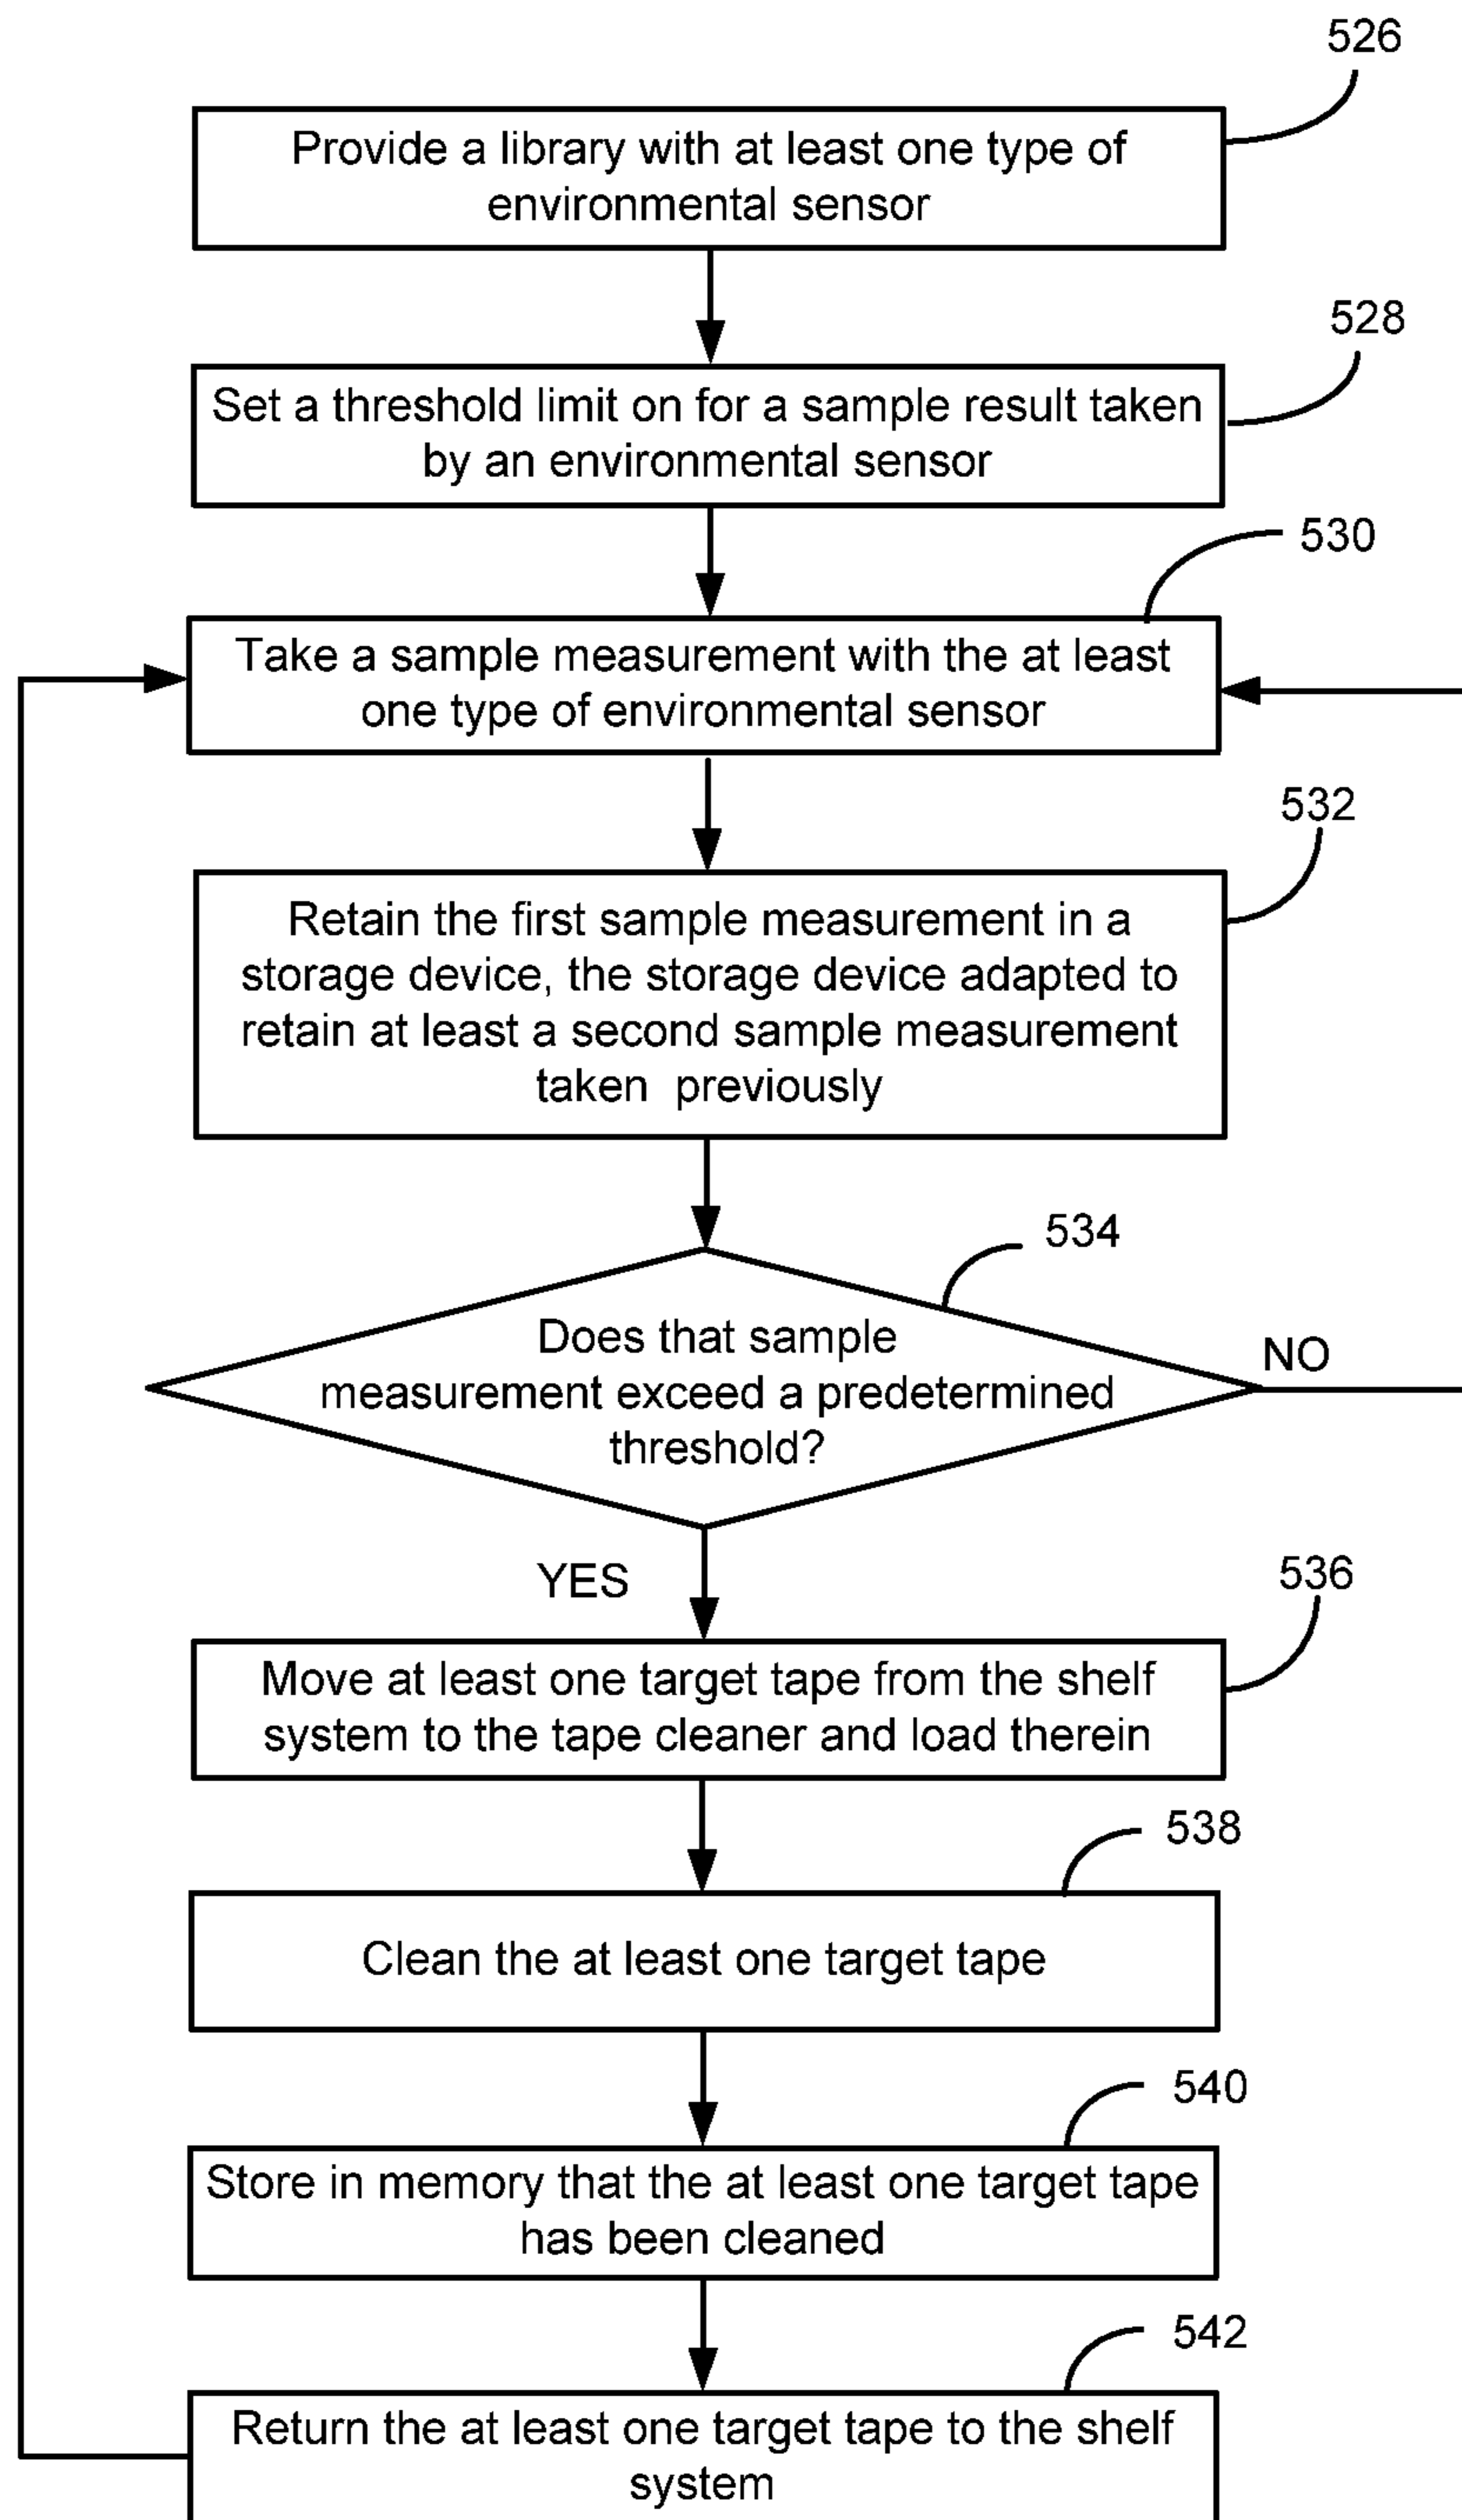 526
Provide a library with at least one type of
environmental sensor
528
Set a threshold limit on for a sample result taken
by an environmental sensor
530
Take a sample measurement with the at least
one type of environmental sensor
532
Retain the first sample measurement in a
storage device, the storage device adapted to
retain at least a second sample measurement
taken previously
534
Does that sample
measurement exceed a predetermined
threshold?
NO
YES
536
Move at least one target tape from the shelf
system to the tape cleaner and load therein
538
Clean the at least one target tape
540
Store in memory that the at least one target tape
has been cleaned
542
Return the at least one target tape to the shelf
system